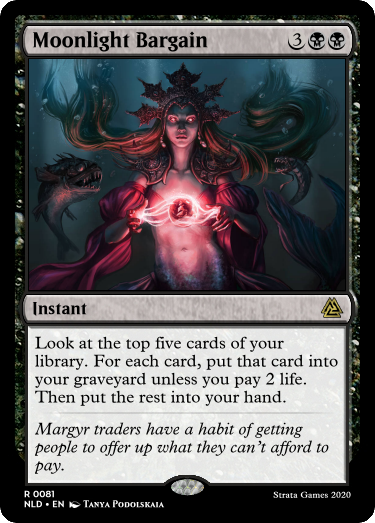 Moonlight Bargain 3
Instant
Look at the top five cards of your
library. For each card, put that card into
your graveyard unless you pay 2 life.
Then put the rest into your hand.
Margyr traders have a habit of getting
people to offer up what they can't afford to
pay.
R 0081
NLD • EN Tanya Podolskaia
Strata Games 2020